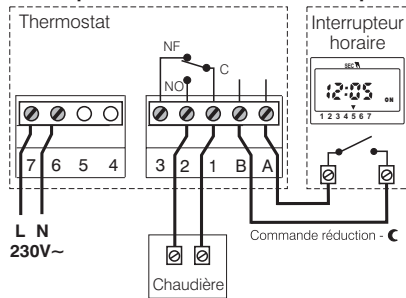 Thermostat
Interrupteur
horaire
NF
C
NO
SEC
12:05
ON
1 2 3 4 5 6 7
7 6 5 4
3 2 1 B A
L N
230V~
Commande réduction - ☾
Chaudière